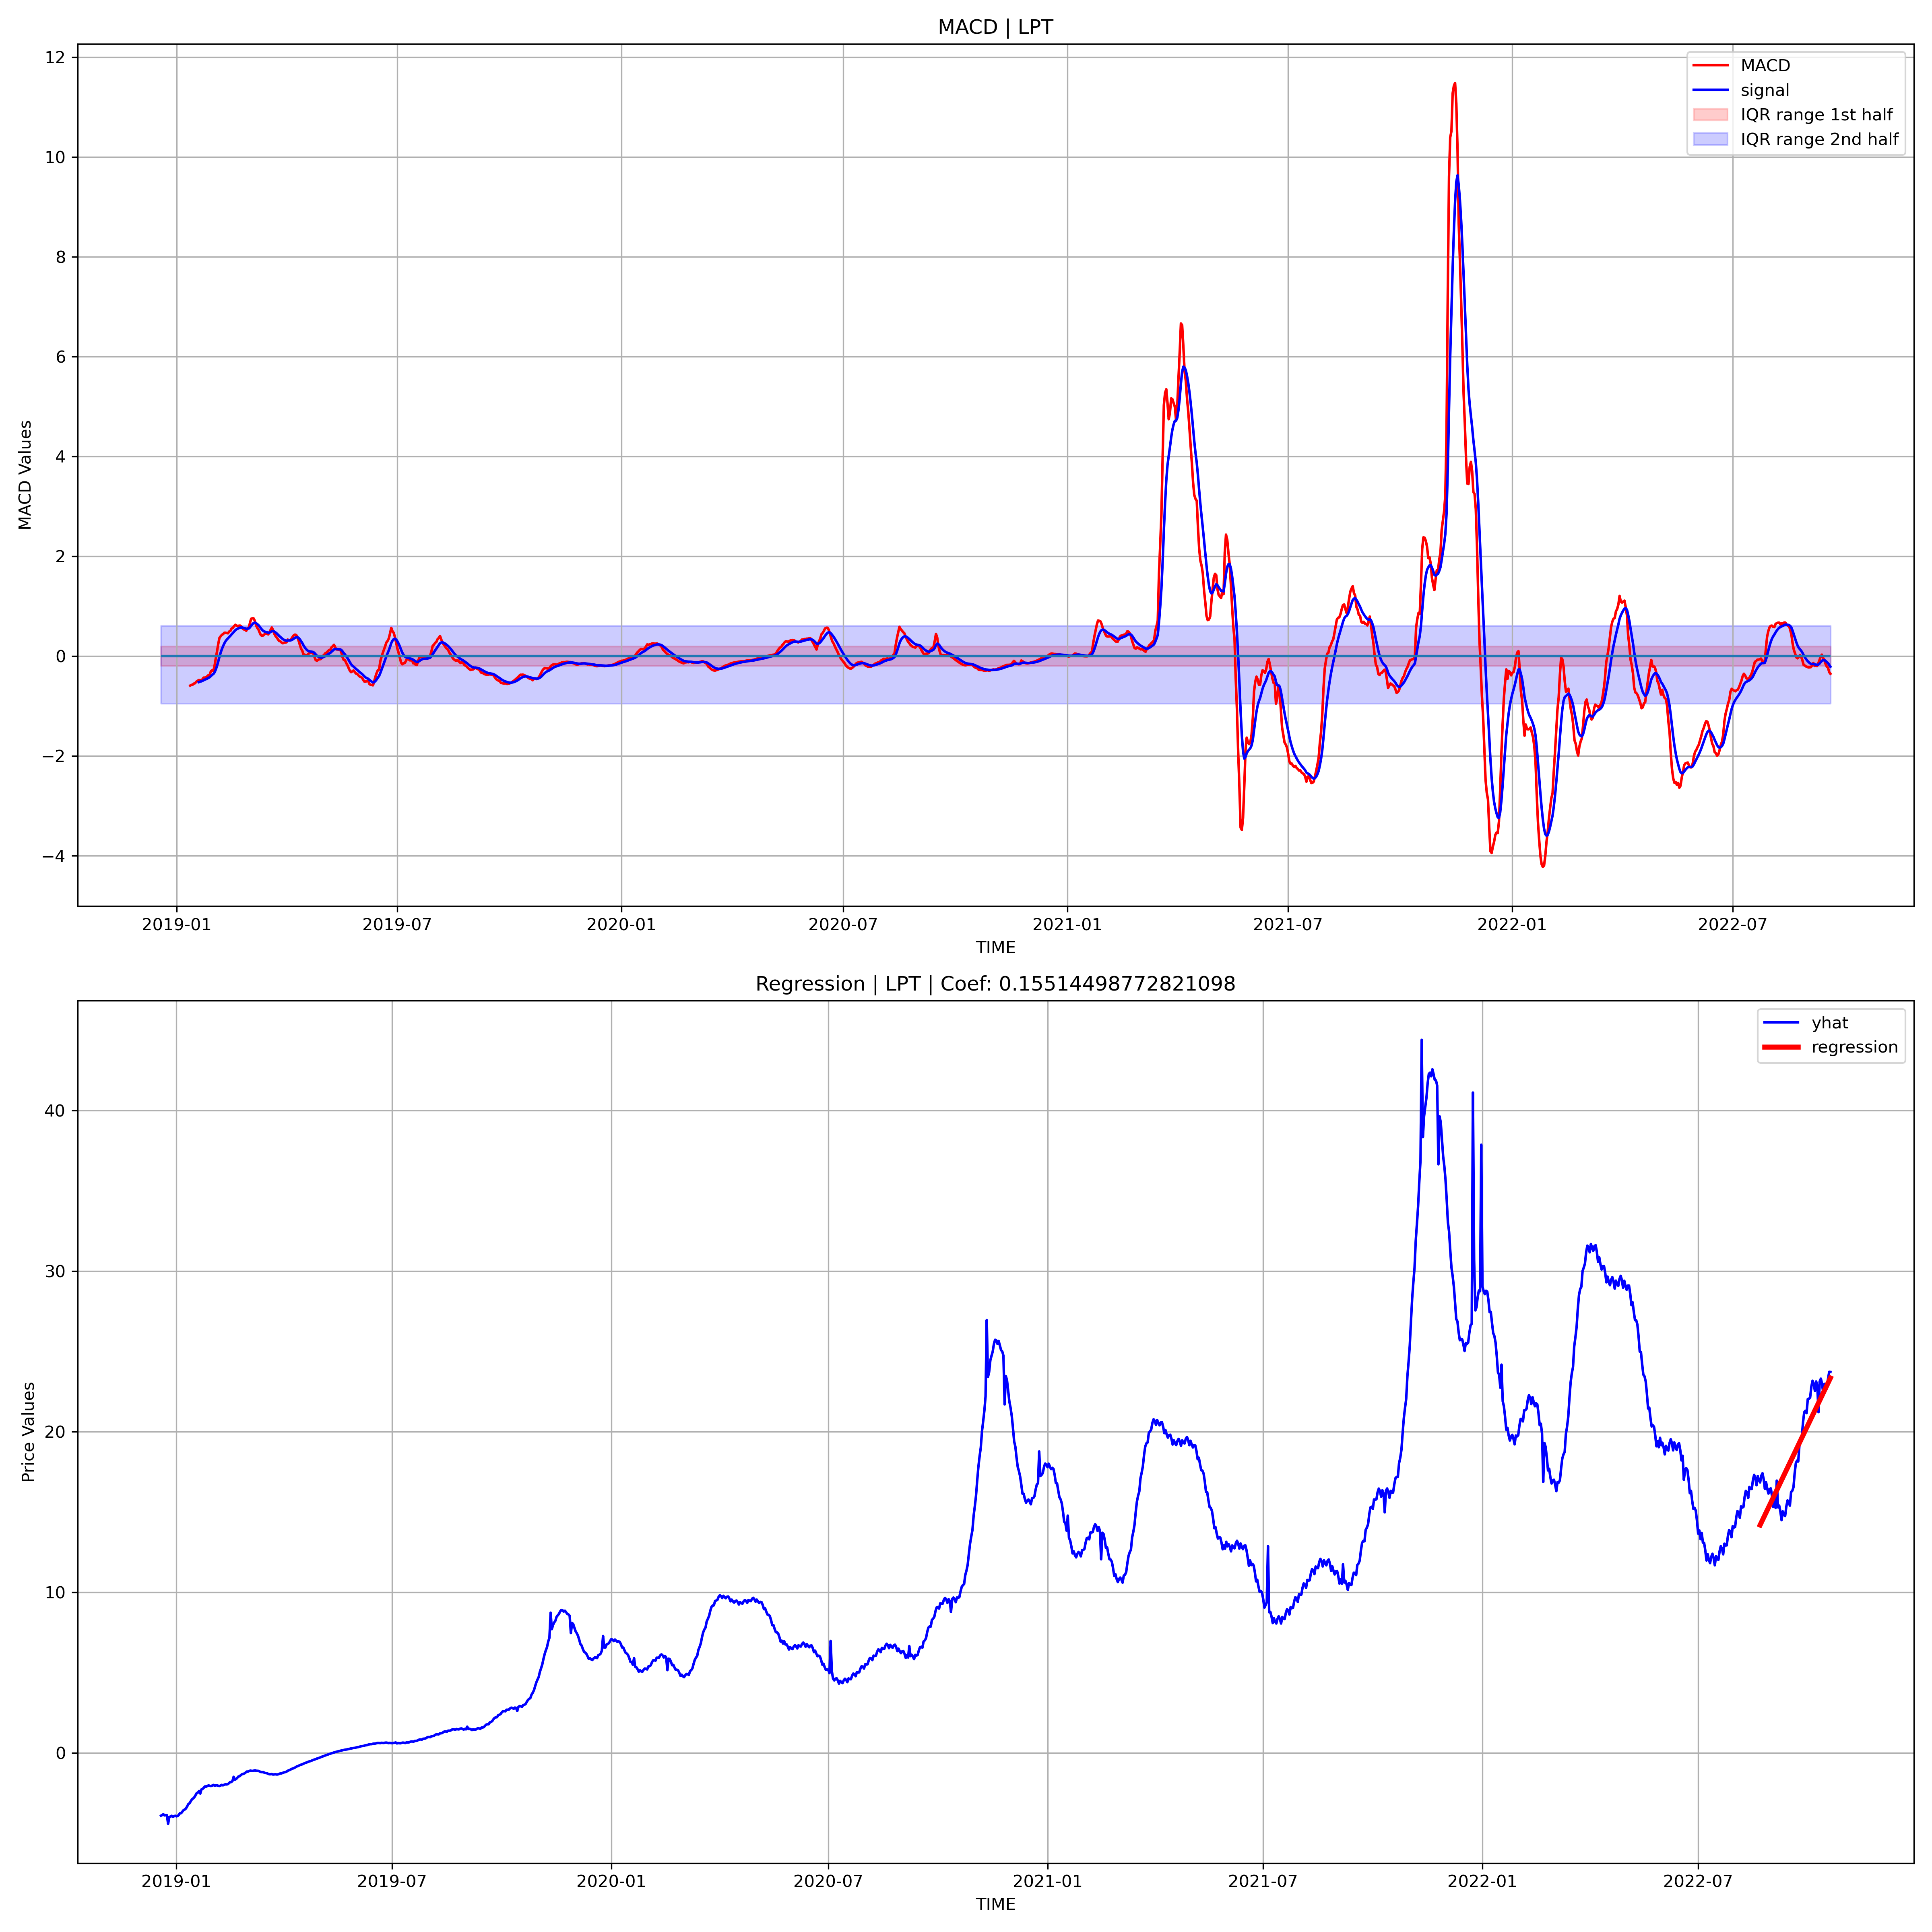 MACD | LPT
12
10
8
6
4
2
0
−2
−4
MACD Values
MACD
signal
IQR range 1st half
IQR range 2nd half
2019-01 2019-07 2020-01 2020-07 2021-01 2021-07 2022-01 2022-07
TIME
Regression | LPT | Coef: 0.15514498772821098
40
30
20
10
0
Price Values
yhat
regression
2019-01 2019-07 2020-01 2020-07 2021-01 2021-07 2022-01 2022-07
TIME